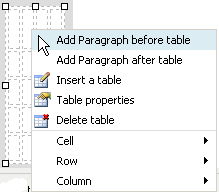 Add Paragraph before table
Add Paragraph after table
Insert a table
Table properties
Delete table
Cell
Row
Column